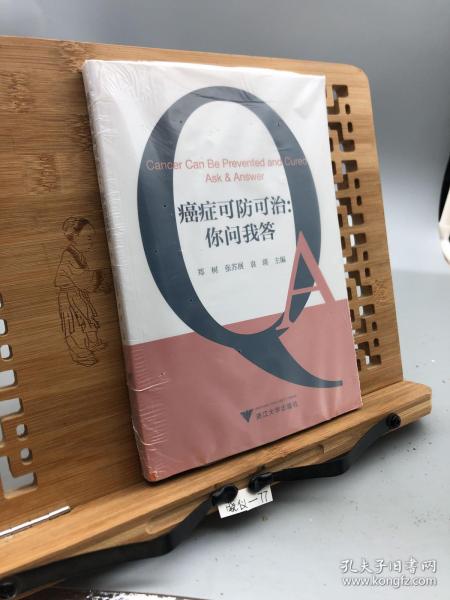 Cancer Can Be Prevented and Cured
Ask & Answer
癌症可防可治:
你问我答
郑 树 张苏展 袁 瑛 主编
QA
浙江大学出版社
孔夫子旧书网
www.kongfz.com